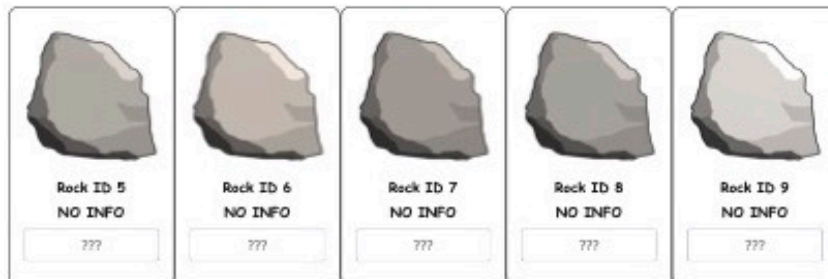 Rock ID 5
NO INFO
???
Rock ID 6
NO INFO
???
Rock ID 7
NO INFO
???
Rock ID 8
NO INFO
???
Rock ID 9
NO INFO
???